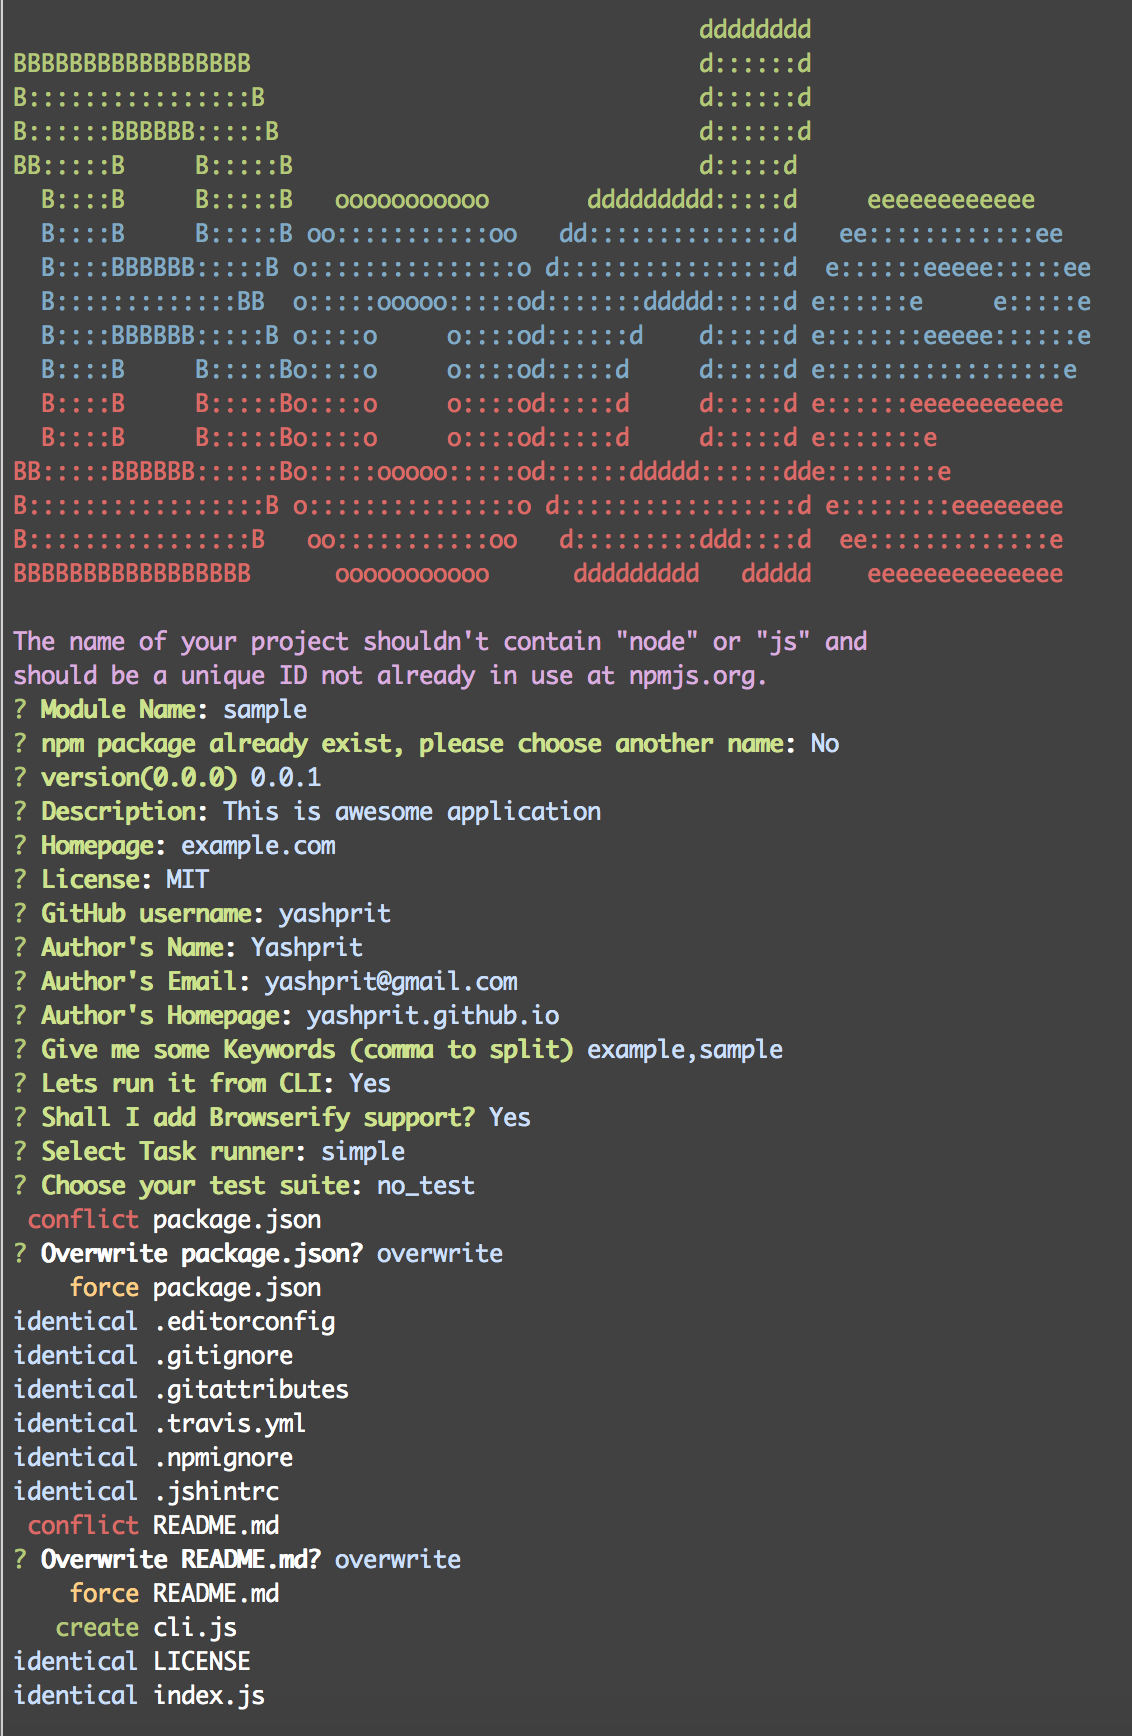 dddddddd
BBBBBBBBBBBBBBBBB                                d::::::d
B::::::::::::::::B                               d::::::d
B::::::BBBBBB:::::B                              d::::::d
BB:::::B     B:::::B                             d:::::d
  B::::B     B:::::B   ooooooooooo       ddddddddd:::::d     eeeeeeeeeeee
  B::::B     B:::::B oo:::::::::::oo   dd::::::::::::::d   ee::::::::::::ee
  B::::BBBBBB:::::B o:::::::::::::::o d::::::::::::::::d  e::::::eeeee:::::ee
  B:::::::::::::BB  o:::::ooooo:::::od:::::::ddddd:::::d e::::::e     e:::::e
  B::::BBBBBB:::::B o::::o     o::::od::::::d    d:::::d e:::::::eeeee::::::e
  B::::B     B:::::Bo::::o     o::::od:::::d     d:::::d e:::::::::::::::::e
  B::::B     B:::::Bo::::o     o::::od:::::d     d:::::d e::::::eeeeeeeeeee
  B::::B     B:::::Bo::::o     o::::od:::::d     d:::::d e:::::::e
BB:::::BBBBBB::::::Bo:::::ooooo:::::od::::::ddddd::::::dde::::::::e
B:::::::::::::::::B o:::::::::::::::o d:::::::::::::::::d e::::::::eeeeeeee
B::::::::::::::::B   oo:::::::::::oo   d:::::::::ddd::::d  ee:::::::::::::e
BBBBBBBBBBBBBBBBB      ooooooooooo      ddddddddd   ddddd    eeeeeeeeeeeeee
The name of your project shouldn't contain "node" or "js" and
should be a unique ID not already in use at npmjs.org.
? Module Name: sample
? npm package already exist, please choose another name: No
? version(0.0.0) 0.0.1
? Description: This is awesome application
? Homepage: example.com
? License: MIT
? GitHub username: yashprit
? Author's Name: Yashprit
? Author's Email: yashprit@gmail.com
? Author's Homepage: yashprit.github.io
? Give me some Keywords (comma to split) example,sample
? Lets run it from CLI: Yes
? Shall I add Browserify support? Yes
? Select Task runner: simple
? Choose your test suite: no_test
 conflict package.json
? Overwrite package.json? overwrite
    force package.json
identical .editorconfig
identical .gitignore
identical .gitattributes
identical .travis.yml
identical .npmignore
identical .jshintrc
 conflict README.md
? Overwrite README.md? overwrite
    force README.md
   create cli.js
identical LICENSE
identical index.js